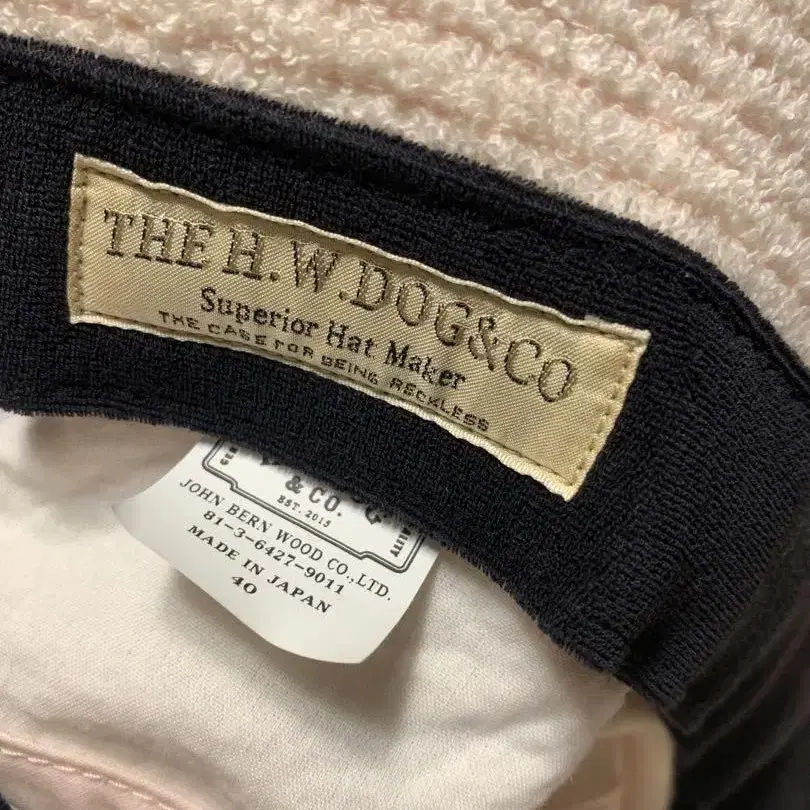 THE H.W.DOG&CO
Superior Hat Maker
THE CASE FOR BEING RECKLESS
& CO.
EST. 2015
JOHN BERN WOOD CO.,LTD.
81-3-6427-9011
MADE IN JAPAN
40